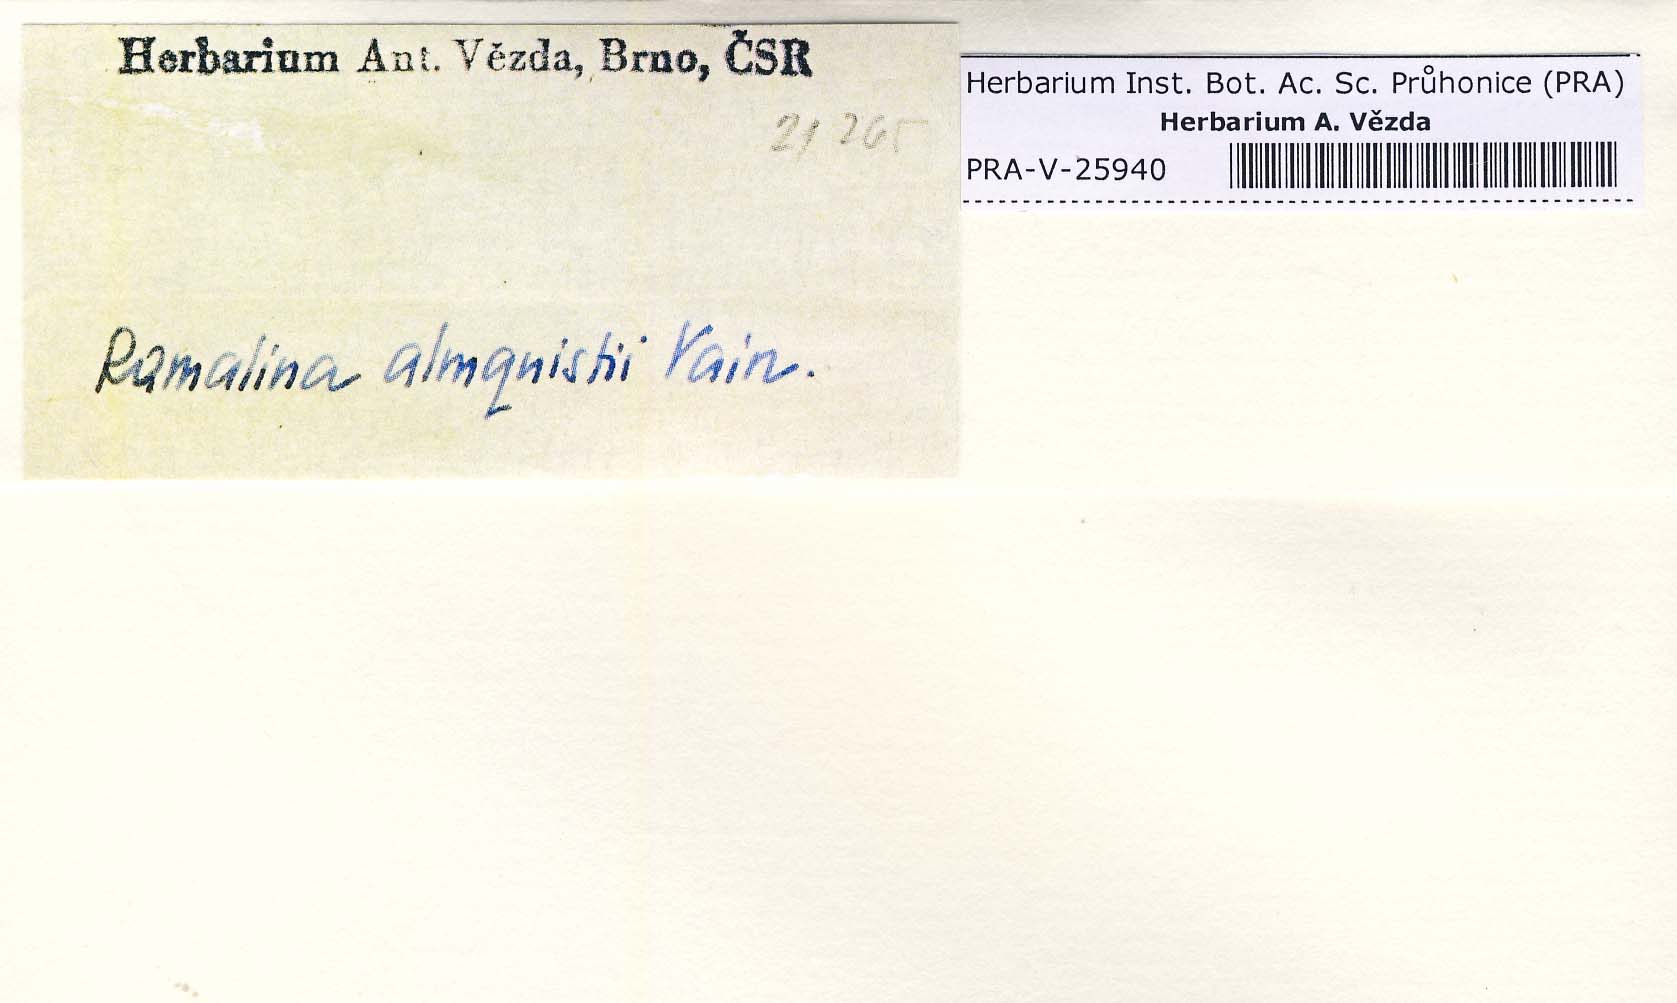 Herbarium Ant. Vězda, Brno, ČSR
21 265
Ramalina almquistii Vain.
Herbarium Inst. Bot. Ac. Sc. Průhonice (PRA)
Herbarium A. Vězda
PRA-V-25940